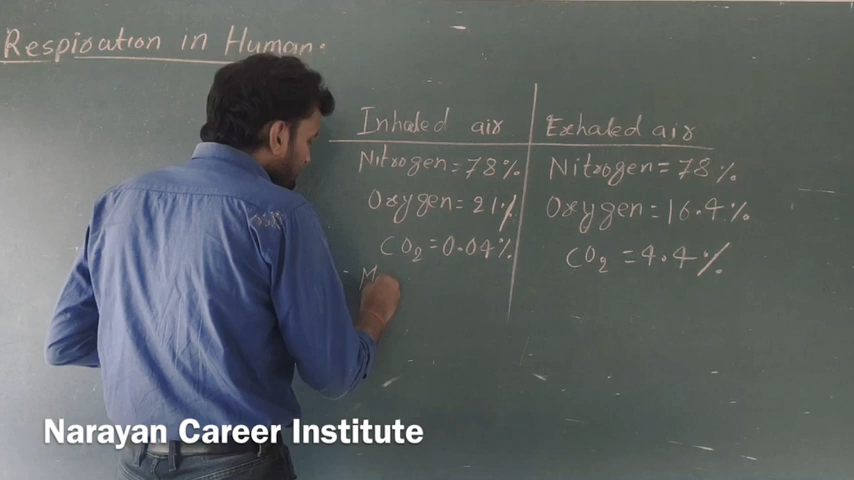 Respiration in Human.
Inhaled air
Exhaled air
Nitrogen = 78%
Nitrogen = 78%
Oxygen = 21%
Oxygen = 16.4%
CO2 = 0.04%
CO2 = 4.4%
- M
Narayan Career Institute